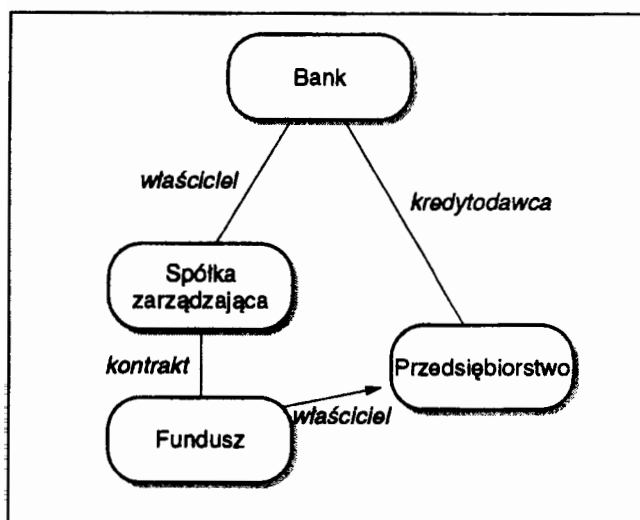 Bank
właściciel
kredytodawca
Spółka
zarządzająca
kontrakt
Przedsiębiorstwo
właściciel
Fundusz